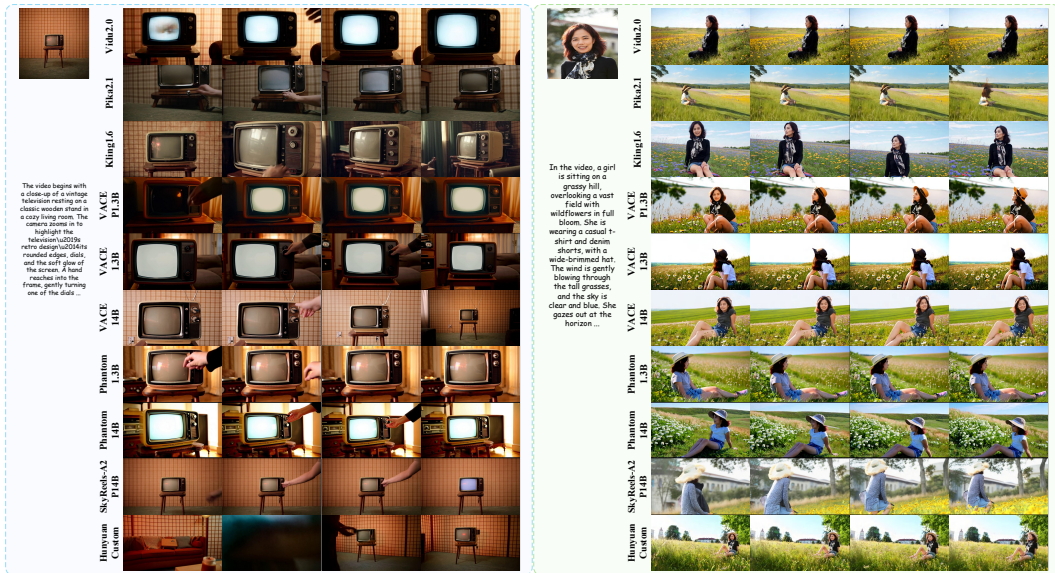 The video begins with
a close-up of a vintage
television resting on a
classic wooden stand in
a cozy living room. The
camera zooms in to
highlight the
television\u2019s
retro design\u2014its
rounded edges, dials,
and the soft glow of
the screen. A hand
reaches into the
frame, gently turning
one of the dials ...
Vidu2.0
Pika2.1
Kling1.6
VACE
P1.3B
VACE
1.3B
VACE
14B
Phantom
1.3B
Phantom
14B
SkyReels-A2
P14B
Hunyuan
Custom
In the video, a girl
is sitting on a
grassy hill,
overlooking a vast
field with
wildflowers in full
bloom. She is
wearing a casual t-
shirt and denim
shorts, with a
wide-brimmed hat.
The wind is gently
blowing through
the tall grasses,
and the sky is
clear and blue. She
gazes out at the
horizon ...
Vidu2.0
Pika2.1
Kling1.6
VACE
P1.3B
VACE
1.3B
VACE
14B
Phantom
1.3B
Phantom
14B
SkyReels-A2
P14B
Hunyuan
Custom